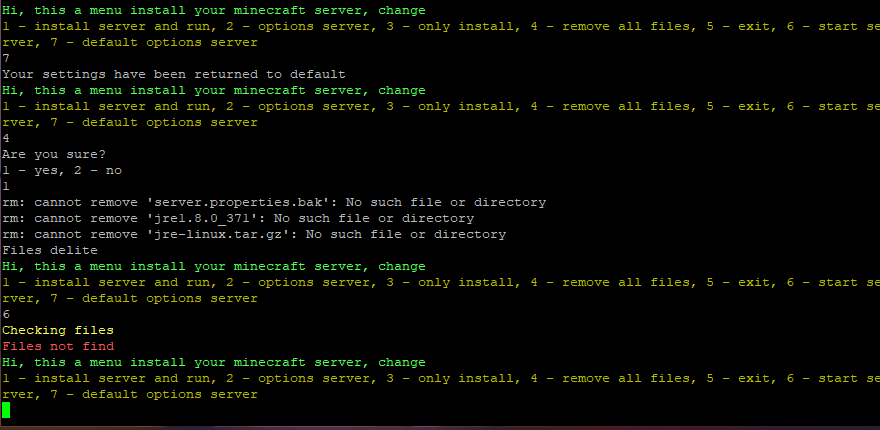 Hi, this a menu install your minecraft server, change
1 - install server and run, 2 - options server, 3 - only install, 4 - remove all files, 5 - exit, 6 - start se
rver, 7 - default options server
7
Your settings have been returned to default
Hi, this a menu install your minecraft server, change
1 - install server and run, 2 - options server, 3 - only install, 4 - remove all files, 5 - exit, 6 - start se
rver, 7 - default options server
4
Are you sure?
1 - yes, 2 - no
1
rm: cannot remove 'server.properties.bak': No such file or directory
rm: cannot remove 'jre1.8.0_371': No such file or directory
rm: cannot remove 'jre-linux.tar.gz': No such file or directory
Files delite
Hi, this a menu install your minecraft server, change
1 - install server and run, 2 - options server, 3 - only install, 4 - remove all files, 5 - exit, 6 - start se
rver, 7 - default options server
6
Checking files
Files not find
Hi, this a menu install your minecraft server, change
1 - install server and run, 2 - options server, 3 - only install, 4 - remove all files, 5 - exit, 6 - start se
rver, 7 - default options server